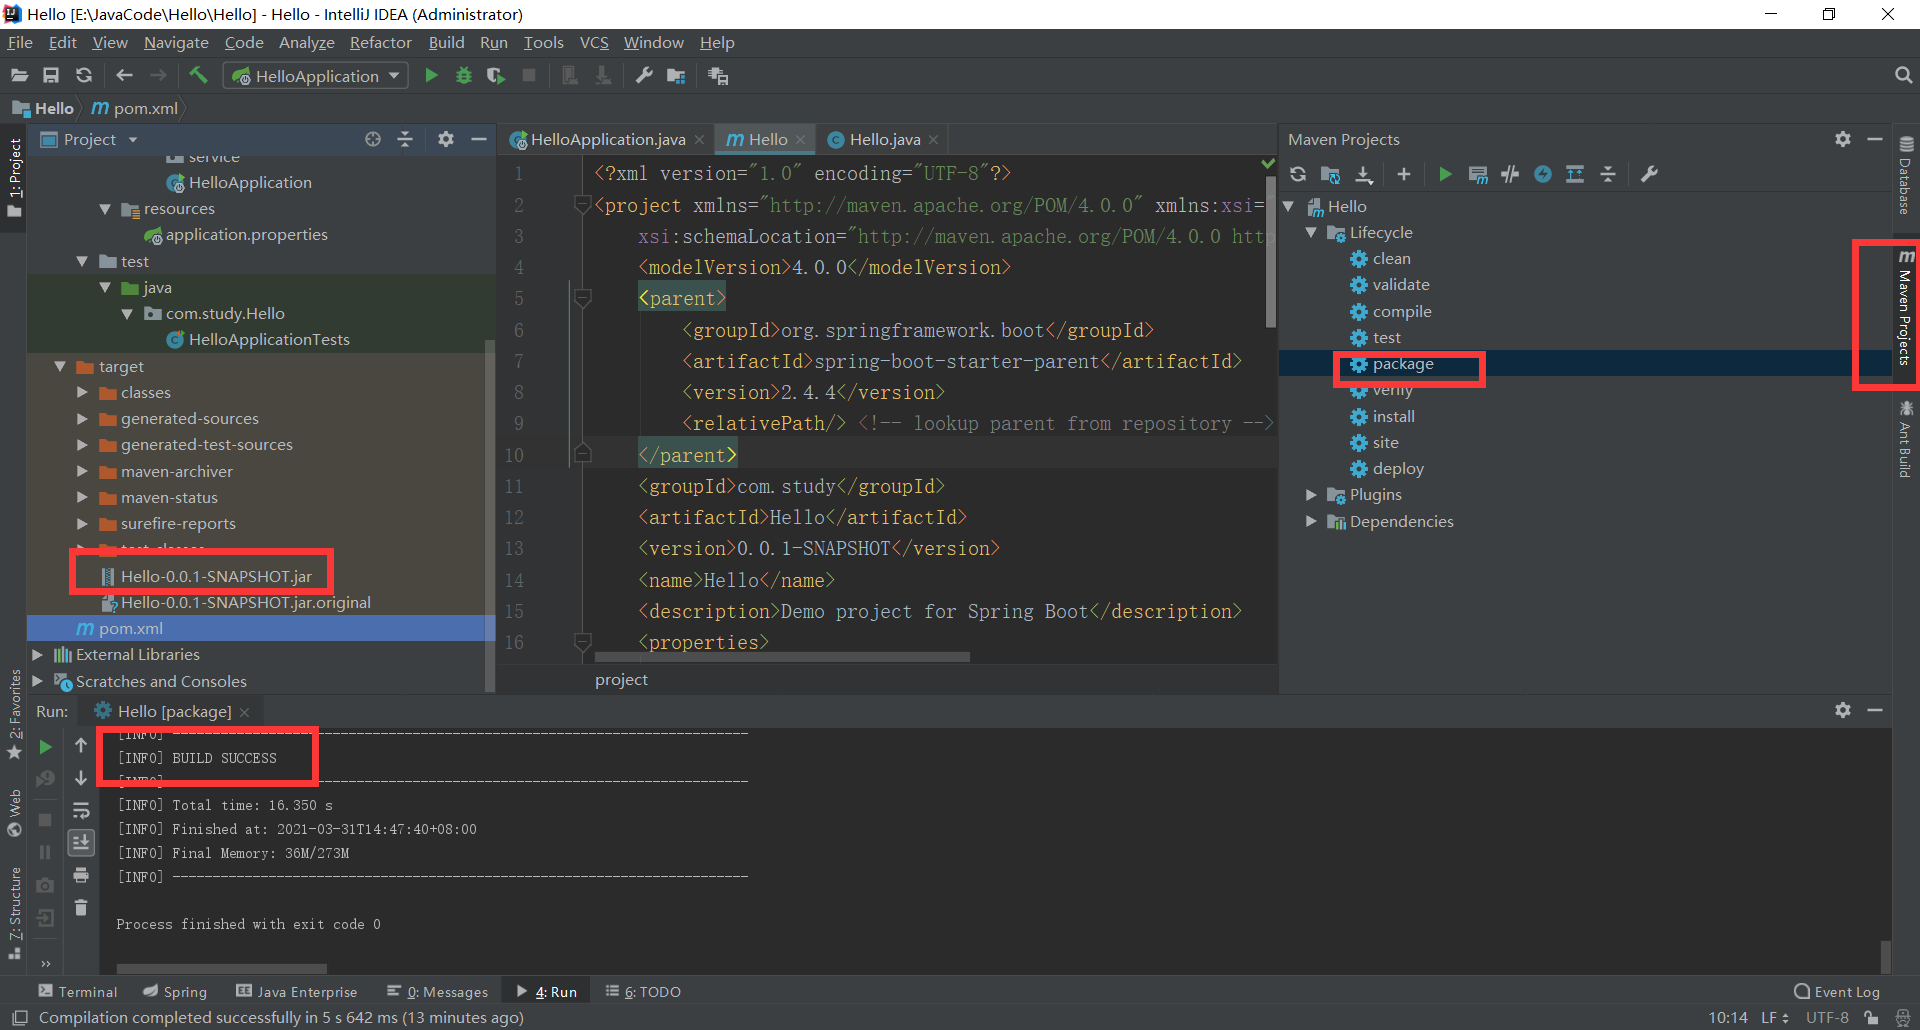 Hello [E:\JavaCode\Hello\Hello] - Hello - IntelliJ IDEA (Administrator)
File Edit View Navigate Code Analyze Refactor Build Run Tools VCS Window Help
HelloApplication
Hello pom.xml
1: Project
2: Favorites
Web
7: Structure
Project
service
HelloApplication
resources
application.properties
test
java
com.study.Hello
HelloApplicationTests
target
classes
generated-sources
generated-test-sources
maven-archiver
maven-status
surefire-reports
test-classes
Hello-0.0.1-SNAPSHOT.jar
Hello-0.0.1-SNAPSHOT.jar.original
pom.xml
External Libraries
Scratches and Consoles
HelloApplication.java Hello Hello.java
1 <?xml version="1.0" encoding="UTF-8"?>
2 <project xmlns="http://maven.apache.org/POM/4.0.0" xmlns:xsi=
3 xsi:schemaLocation="http://maven.apache.org/POM/4.0.0 http
4 <modelVersion>4.0.0</modelVersion>
5 <parent>
6 <groupId>org.springframework.boot</groupId>
7 <artifactId>spring-boot-starter-parent</artifactId>
8 <version>2.4.4</version>
9 <relativePath/> <!-- lookup parent from repository -->
10 </parent>
11 <groupId>com.study</groupId>
12 <artifactId>Hello</artifactId>
13 <version>0.0.1-SNAPSHOT</version>
14 <name>Hello</name>
15 <description>Demo project for Spring Boot</description>
16 <properties>
project
Maven Projects
Hello
Lifecycle
clean
validate
compile
test
package
verify
install
site
deploy
Plugins
Dependencies
Database
Maven Projects
Ant Build
Run: Hello [package]
[INFO] ------------------------------------------------------------------------
[INFO] BUILD SUCCESS
[INFO] ------------------------------------------------------------------------
[INFO] Total time: 16.350 s
[INFO] Finished at: 2021-03-31T14:47:40+08:00
[INFO] Final Memory: 36M/273M
[INFO] ------------------------------------------------------------------------
Process finished with exit code 0
Terminal Spring Java Enterprise 0: Messages 4: Run 6: TODO Event Log
Compilation completed successfully in 5 s 642 ms (13 minutes ago) 10:14 LF UTF-8